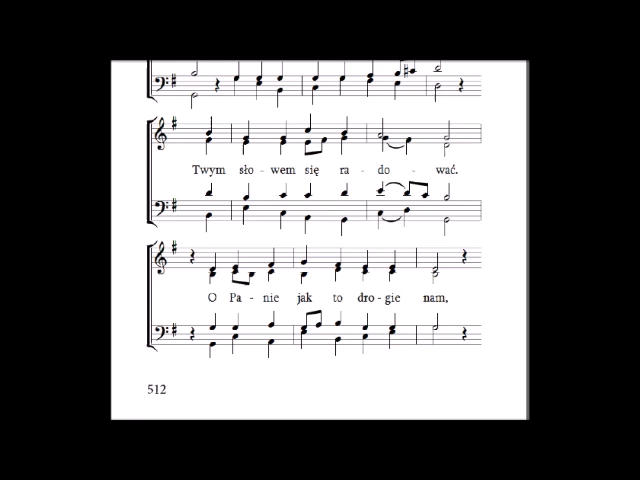 Twym sło - wem się ra - do - wać.
O Pa - nie jak to dro - gie nam,
512